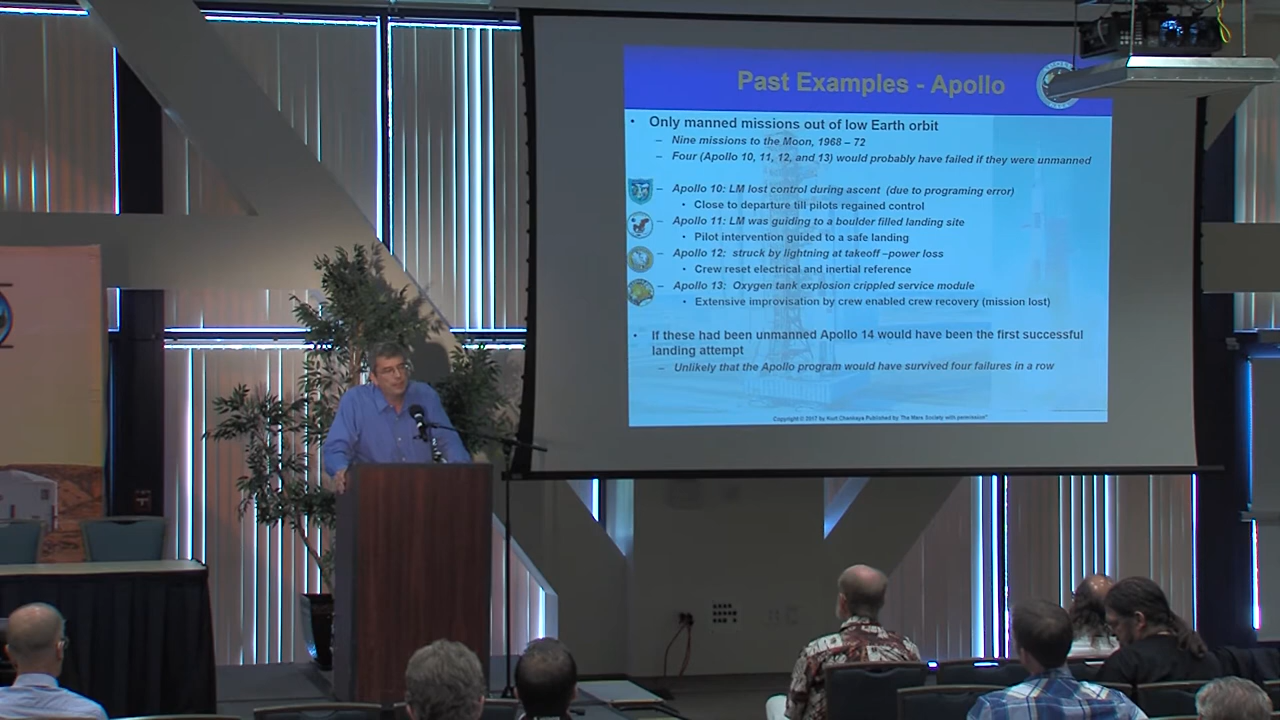 Past Examples - Apollo
• Only manned missions out of low Earth orbit
– Nine missions to the Moon, 1968 – 72
– Four (Apollo 10, 11, 12, and 13) would probably have failed if they were unmanned
– Apollo 10: LM lost control during ascent (due to programing error)
• Close to departure till pilots regained control
– Apollo 11: LM was guiding to a boulder filled landing site
• Pilot intervention guided to a safe landing
– Apollo 12: struck by lightning at takeoff –power loss
• Crew reset electrical and inertial reference
– Apollo 13: Oxygen tank explosion crippled service module
• Extensive improvisation by crew enabled crew recovery (mission lost)
• If these had been unmanned Apollo 14 would have been the first successful
landing attempt
– Unlikely that the Apollo program would have survived four failures in a row
Copyright © 2017 by Kurt Published by The Mars Society with permission"